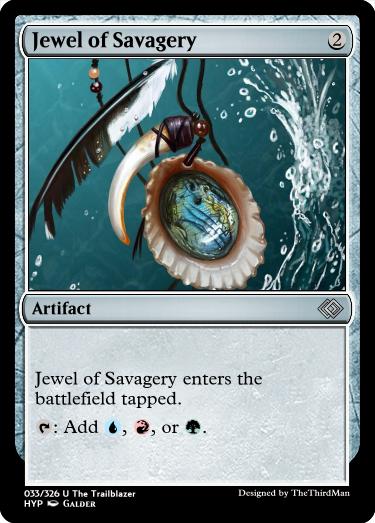 Jewel of Savagery 2
Artifact
Jewel of Savagery enters the
battlefield tapped.
: Add , , or .
033/326 U The Trailblazer
HYP Galder
Designed by TheThirdMan